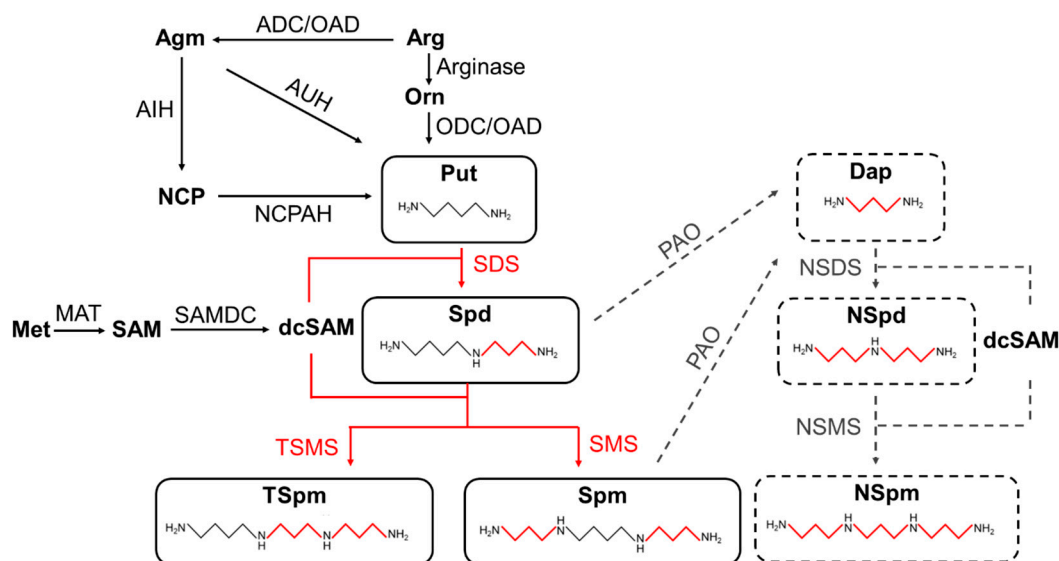 ADC/OAD
Agm
Arg
Arginase
AIH
AUH
Orn
ODC/OAD
Put
H₂N
NH₂
NCP
NCPAH
Dap
H₂N
NH₂
PAO
SDS
NSDS
MAT
SAMDC
Met
SAM
dcSAM
Spd
H₂N
N
H
NH₂
PAO
NSpd
H₂N
H
N
NH₂
dcSAM
TSMS
SMS
NSMS
TSpm
H₂N
N
H
N
H
NH₂
Spm
H₂N
H
N
N
H
NH₂
NSpm
H₂N
H
N
H
N
NH₂